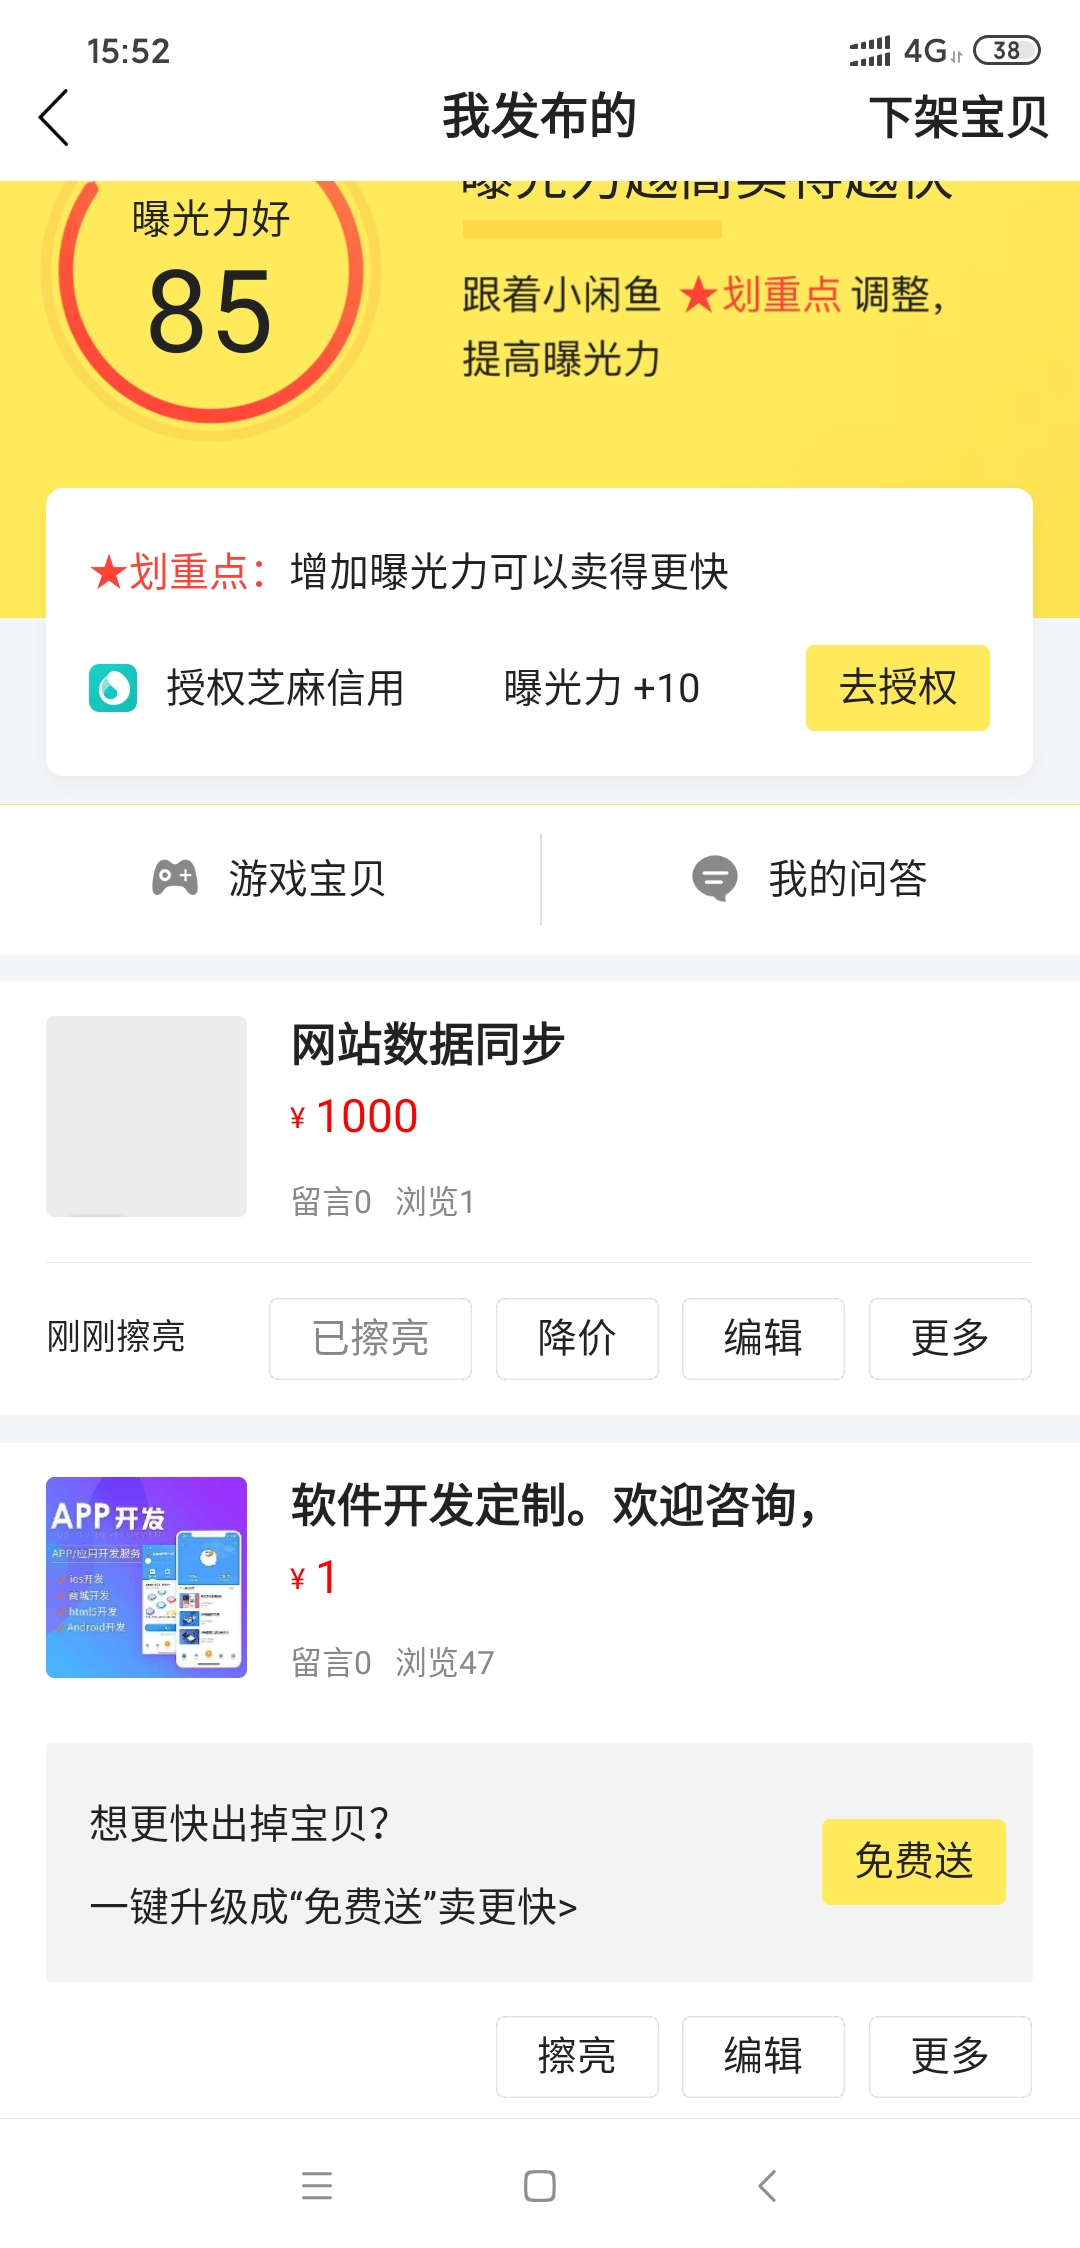 15:52
4G
38
我发布的
下架宝贝
曝光力越高卖得越快
曝光力好
85
跟着小闲鱼 ★划重点 调整，
提高曝光力
★划重点：增加曝光力可以卖得更快
授权芝麻信用 曝光力 +10 去授权
游戏宝贝
我的问答
网站数据同步
¥ 1000
留言0 浏览1
刚刚擦亮 已擦亮 降价 编辑 更多
APP开发
APP/应用开发服务
ios开发
商城开发
html5开发
Android开发
软件开发定制。欢迎咨询，
¥ 1
留言0 浏览47
想更快出掉宝贝？
一键升级成“免费送”卖更快>
免费送
擦亮 编辑 更多